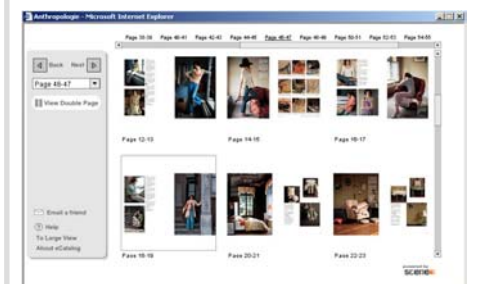 Anthropologie - Microsoft Internet Explorer
Page 38-39 Page 40-41 Page 42-43 Page 44-45 Page 46-47 Page 48-49 Page 50-51 Page 52-53 Page 54-55
Back Next
Page 46-47
View Double Page
Page 12-13 Page 14-15 Page 16-17
Page 18-19 Page 20-21 Page 22-23
Email a friend
Help
To Large View
About eCatalog
powered by
scene